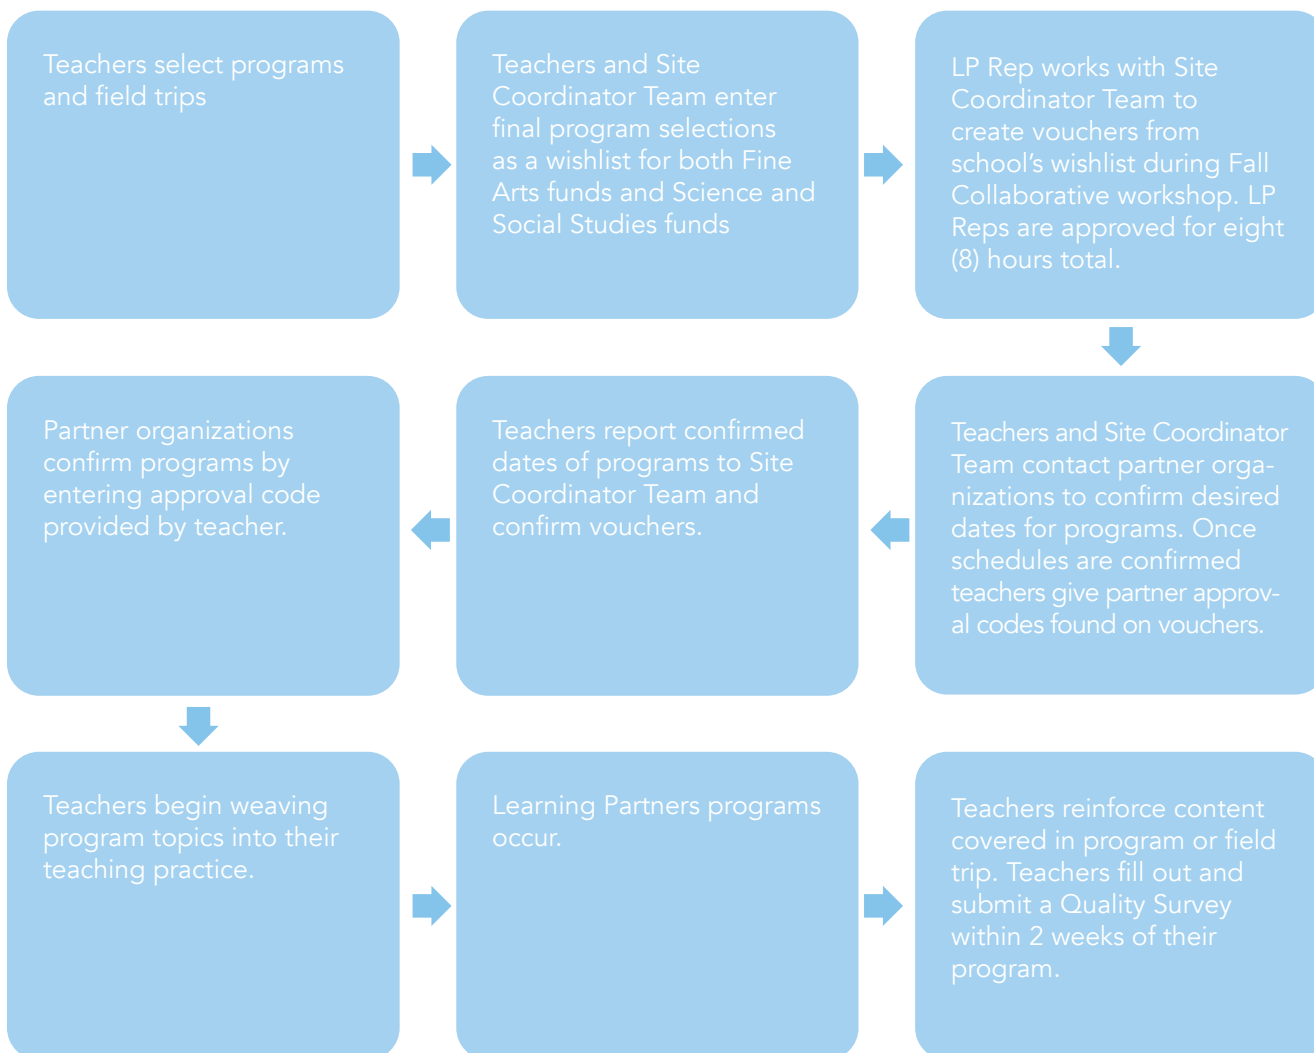 Teachers select programs
and field trips
Teachers and Site
Coordinator Team enter
final program selections
as a wishlist for both Fine
Arts funds and Science and
Social Studies funds
LP Rep works with Site
Coordinator Team to
create vouchers from
school’s wishlist during Fall
Collaborative workshop. LP
Reps are approved for eight
(8) hours total.
Teachers and Site Coordinator
Team contact partner orga-
nizations to confirm desired
dates for programs. Once
schedules are confirmed
teachers give partner approv-
al codes found on vouchers.
Teachers report confirmed
dates of programs to Site
Coordinator Team and
confirm vouchers.
Partner organizations
confirm programs by
entering approval code
provided by teacher.
Teachers begin weaving
program topics into their
teaching practice.
Learning Partners programs
occur.
Teachers reinforce content
covered in program or field
trip. Teachers fill out and
submit a Quality Survey
within 2 weeks of their
program.